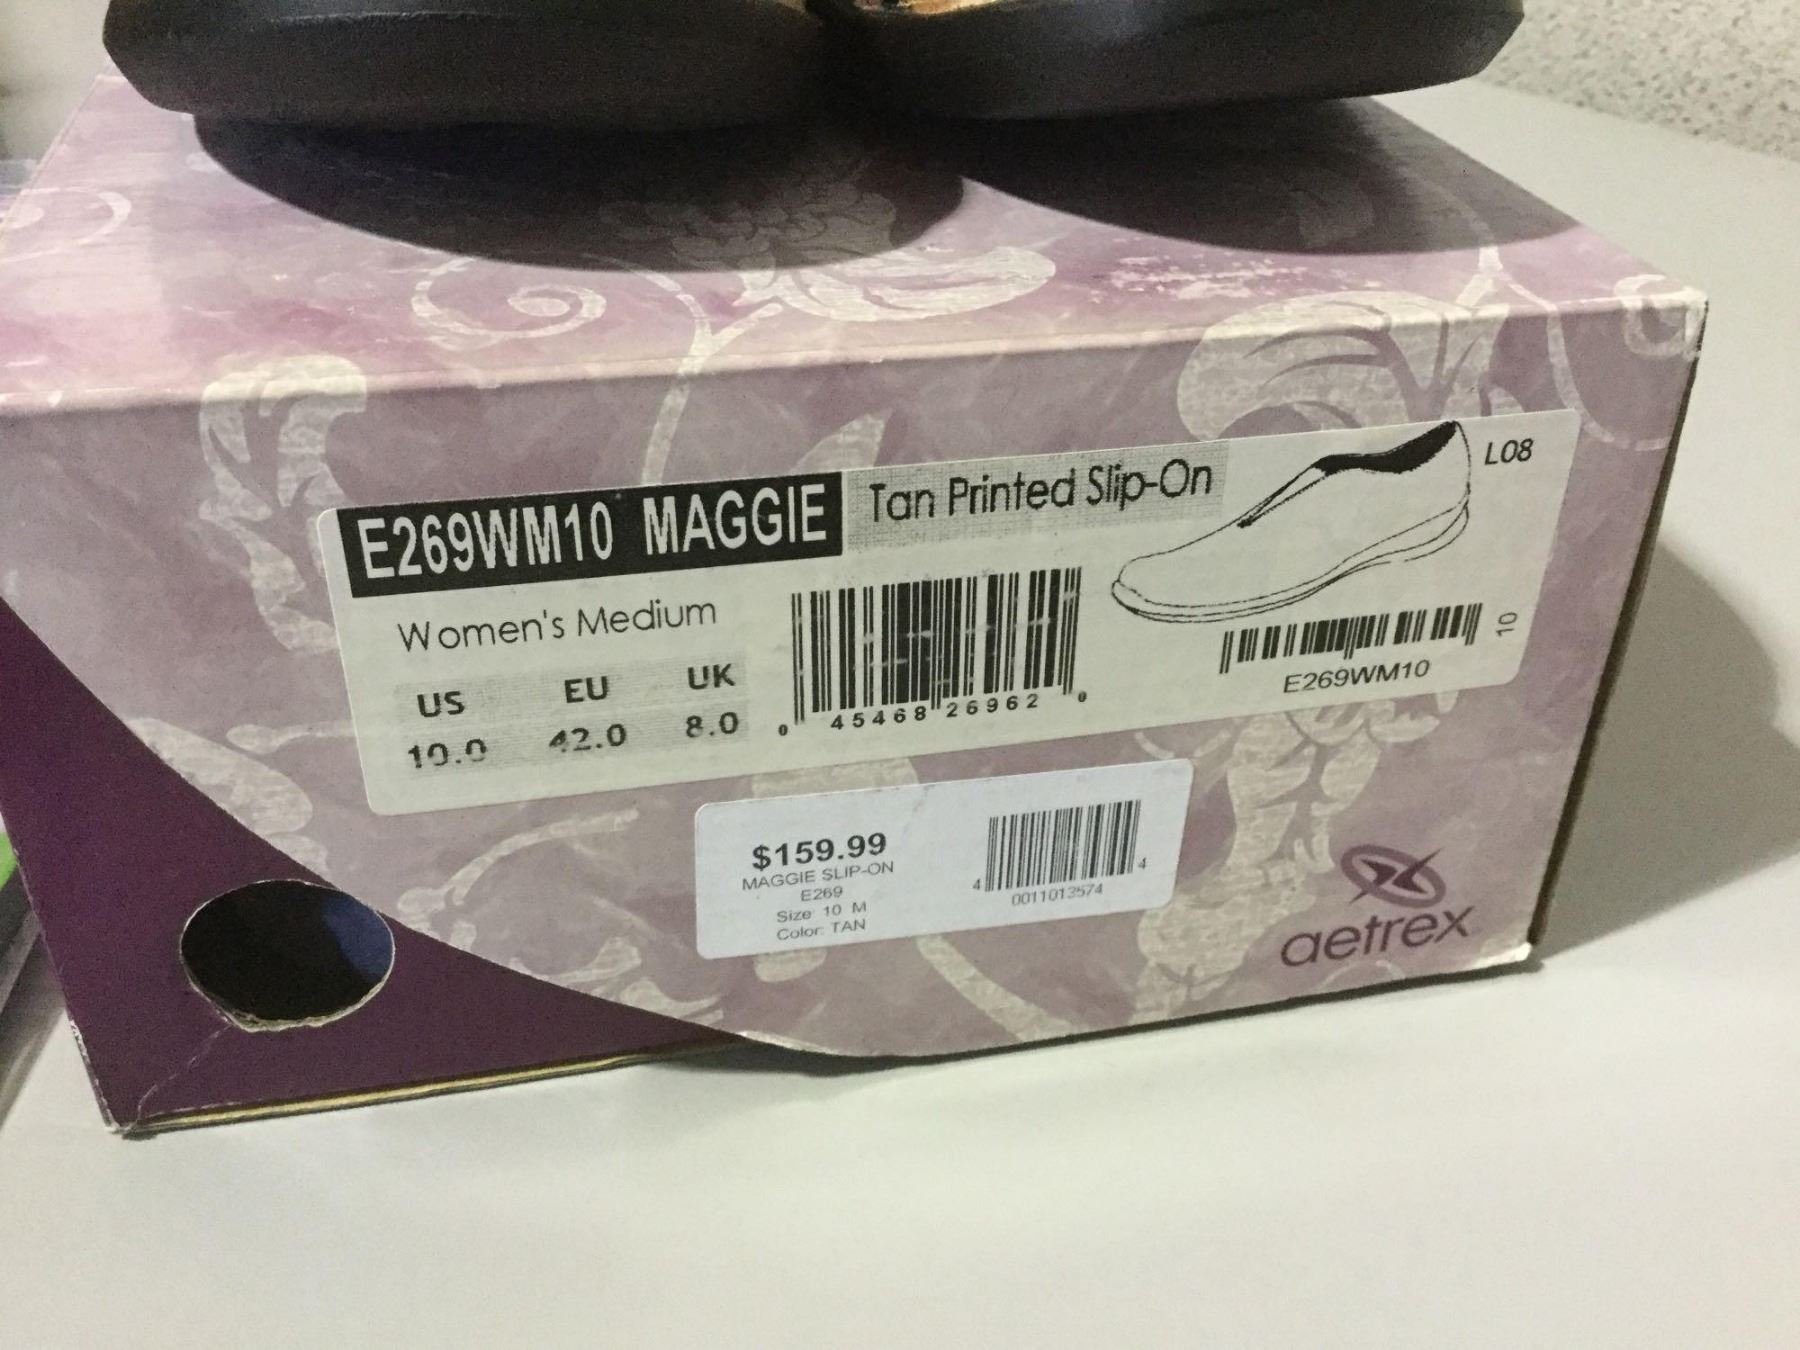 E269WM10 MAGGIE
Tan Printed Slip-On
L08
Women's Medium
US EU UK
10.0 42.0 8.0
0 45468 26962 0
E269WM10
10
$159.99
MAGGIE SLIP-ON
E269
Size: 10 M
Color: TAN
4 0011013574 4
aetrex